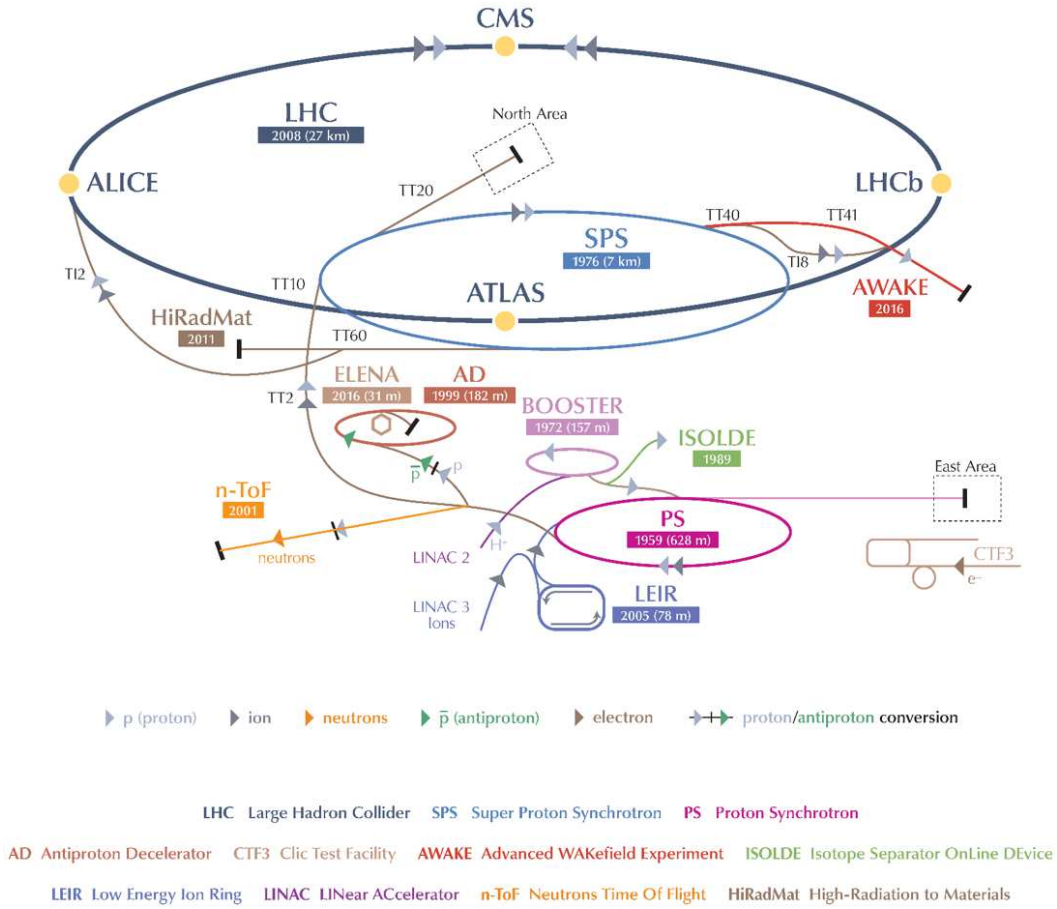 CMS
LHC
2008 (27 km)
North Area
ALICE
LHCb
TT20
TT40
TT41
SPS
1976 (7 km)
TI2
TT10
TI8
ATLAS
AWAKE
2016
HiRadMat
2011
TT60
ELENA
2016 (31 m)
AD
1999 (182 m)
TT2
BOOSTER
1972 (157 m)
ISOLDE
1989
p̅
p
East Area
n-ToF
2001
PS
1959 (628 m)
neutrons
H⁺
LINAC 2
CTF3
e⁻
LEIR
2005 (78 m)
LINAC 3
Ions
p (proton) ion neutrons p̅ (antiproton) electron proton/antiproton conversion
LHC Large Hadron Collider SPS Super Proton Synchrotron PS Proton Synchrotron
AD Antiproton Decelerator CTF3 Clic Test Facility AWAKE Advanced WAKefield Experiment ISOLDE Isotope Separator OnLine DEvice
LEIR Low Energy Ion Ring LINAC LINear ACcelerator n-ToF Neutrons Time Of Flight HiRadMat High-Radiation to Materials